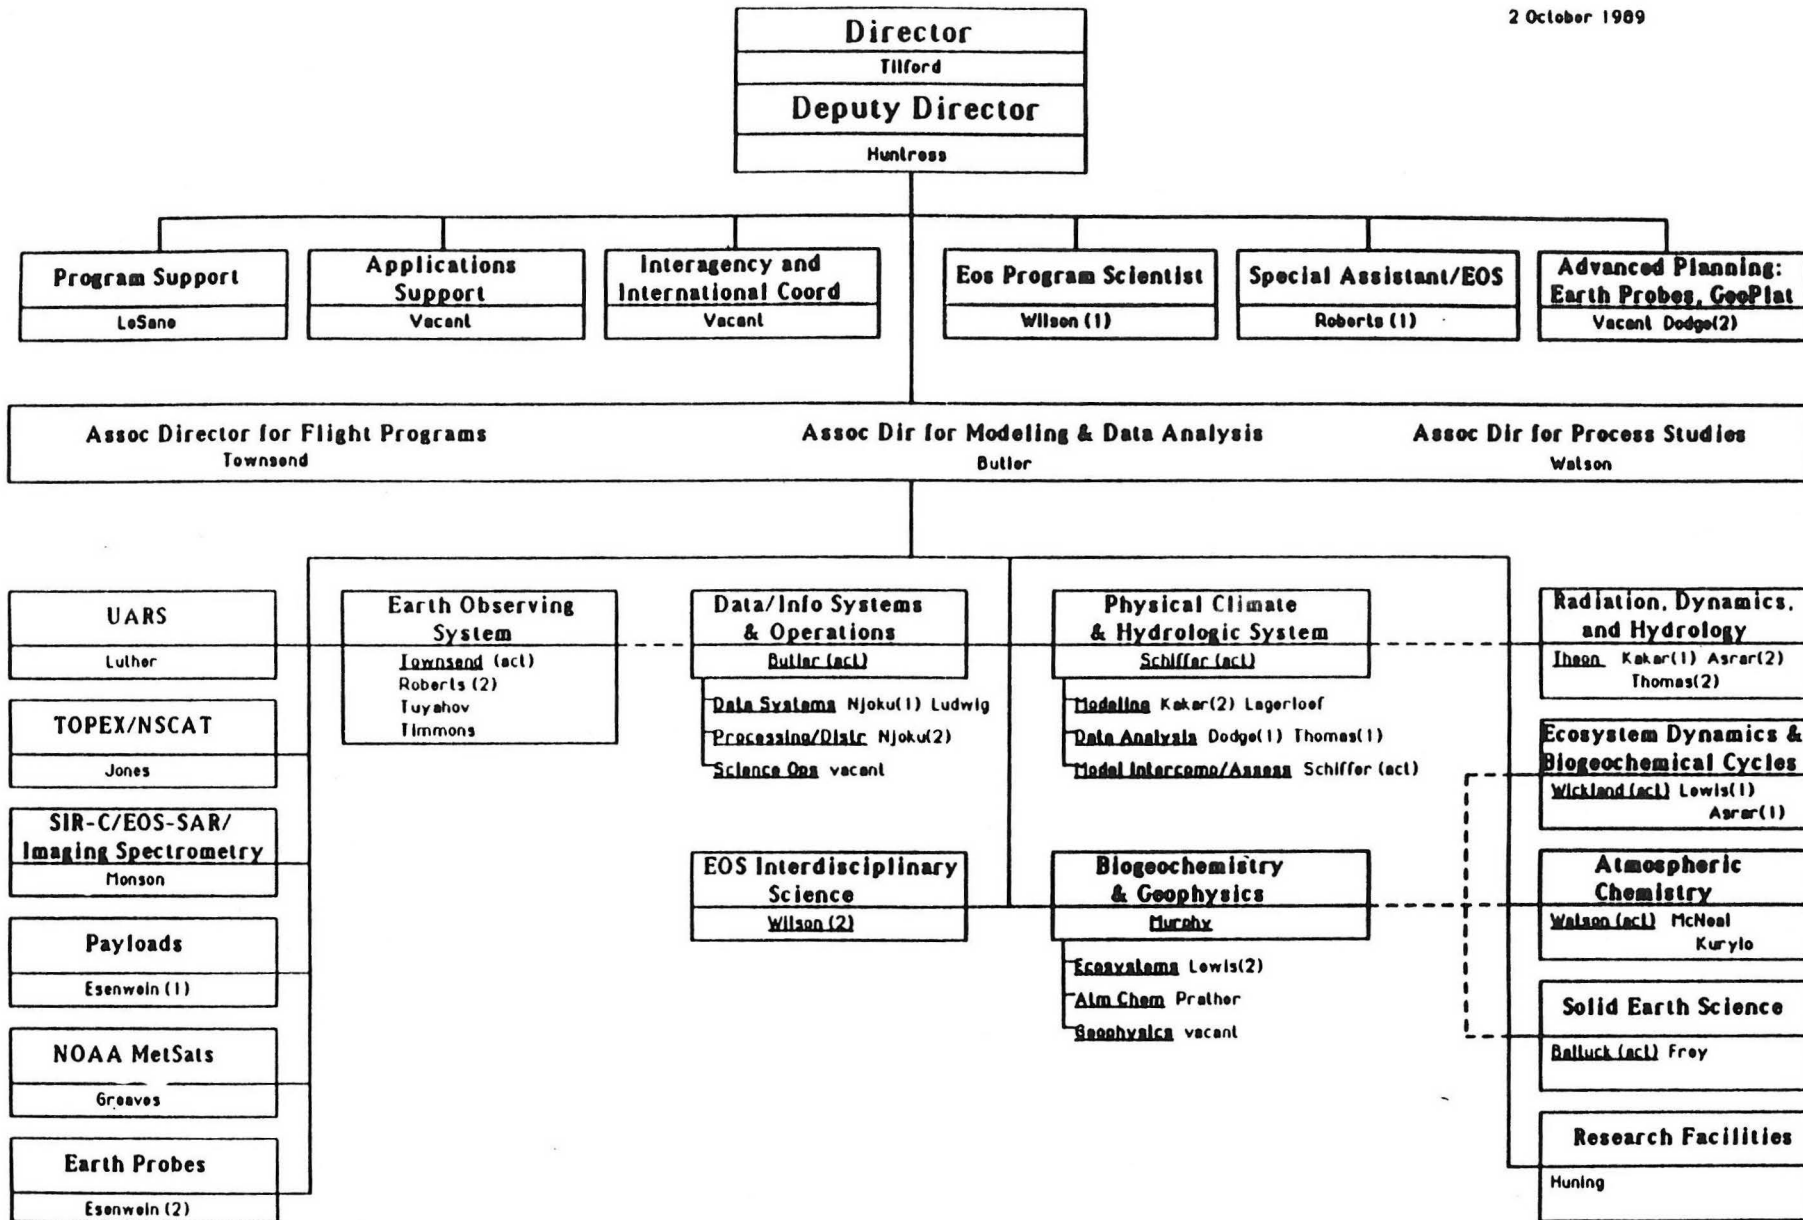 2 October 1989
Director
Tilford
Deputy Director
Huntress
Program Support
LeSane
Applications
Support
Vacant
Interagency and
International Coord
Vacant
Eos Program Scientist
Wilson (1)
Special Assistant/EOS
Roberts (1)
Advanced Planning:
Earth Probes, GeoPlat
Vacant Dodge(2)
Assoc Director for Flight Programs
Townsend
Assoc Dir for Modeling & Data Analysis
Butler
Assoc Dir for Process Studies
Watson
UARS
Luther
TOPEX/NSCAT
Jones
SIR-C/EOS-SAR/
Imaging Spectrometry
Monson
Payloads
Esenwein (1)
NOAA MetSats
Greaves
Earth Probes
Esenwein (2)
Earth Observing
System
Townsend (act)
Roberts (2)
Tuyahov
Timmons
Data/Info Systems
& Operations
Butler (act)
Data Systems Njoku(1) Ludwig
Processing/Distr Njoku(2)
Science Ops vacant
EOS Interdisciplinary
Science
Wilson (2)
Physical Climate
& Hydrologic System
Schiffer (act)
Modeling Kakar(2) Lagerloef
Data Analysis Dodge(1) Thomas(1)
Model Intercomp/Assess Schiffer (act)
Biogeochemistry
& Geophysics
Murphy
Ecosystems Lewis(2)
Atm Chem Prather
Geophysics vacant
Radiation, Dynamics,
and Hydrology
Theon Kakar(1) Asrar(2)
Thomas(2)
Ecosystem Dynamics &
Biogeochemical Cycles
Wickland (act) Lewis(1)
Asrar(1)
Atmospheric
Chemistry
Watson (act) McNeal
Kurylo
Solid Earth Science
Baltuck (act) Frey
Research Facilities
Huning